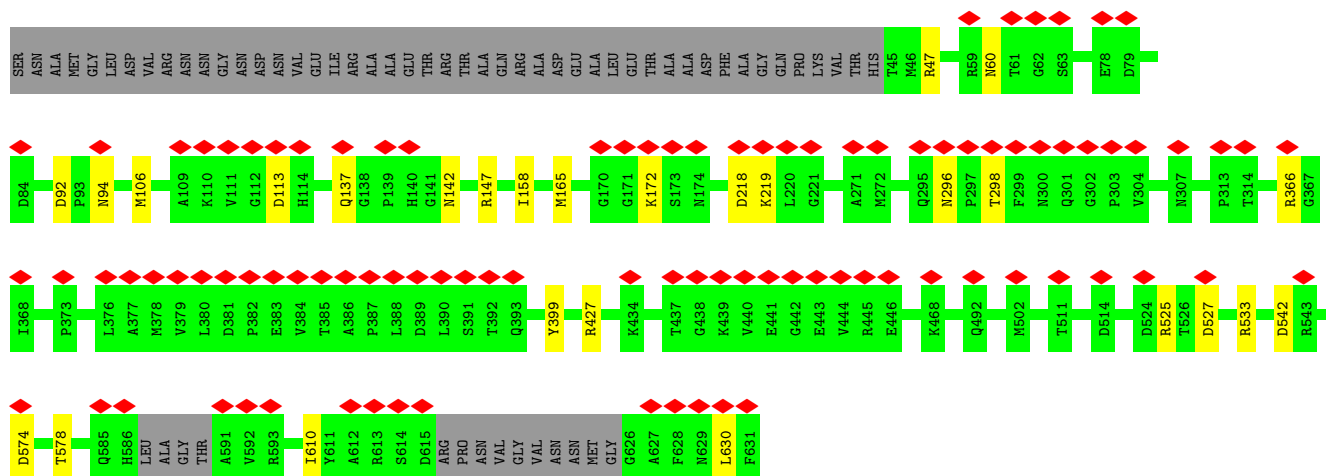 SER ASN ALA MET GLY LEU ASP VAL ARG ASN ASN GLY ASN ASP ASN VAL GLU ILE ARG ALA ALA GLU THR ARG THR ALA GLN ARG ALA ASP GLU ALA LEU GLU THR ALA ALA ASP PHE ALA GLY GLN PRO LYS VAL THR HIS T45 M46 R47 R59 N60 T61 G62 S63 E78 D79
D84 D92 P93 N94 M106 A109 K110 V111 G112 D113 H114 Q137 G138 P139 H140 G141 N142 R147 I158 M165 G170 G171 K172 S173 N174 D218 K219 L220 G221 A271 M272 Q295 N296 P297 T298 F299 N300 Q301 G302 P303 V304 N307 P313 T314 R366 G367
I368 P373 L376 A377 M378 V379 L380 D381 P382 E383 V384 T385 A386 P387 L388 D389 L390 S391 T392 Q393 Y399 R427 K434 T437 G438 K439 V440 E441 G442 E443 V444 R445 E446 K468 Q492 M502 T511 D514 D524 R525 T526 D527 R533 D542 R543
D574 T578 Q585 H586 LEU ALA GLY THR A591 V592 R593 I610 Y611 A612 R613 S614 D615 ARG PRO ASN VAL GLY VAL ASN ASN MET GLY G626 A627 F628 N629 L630 F631